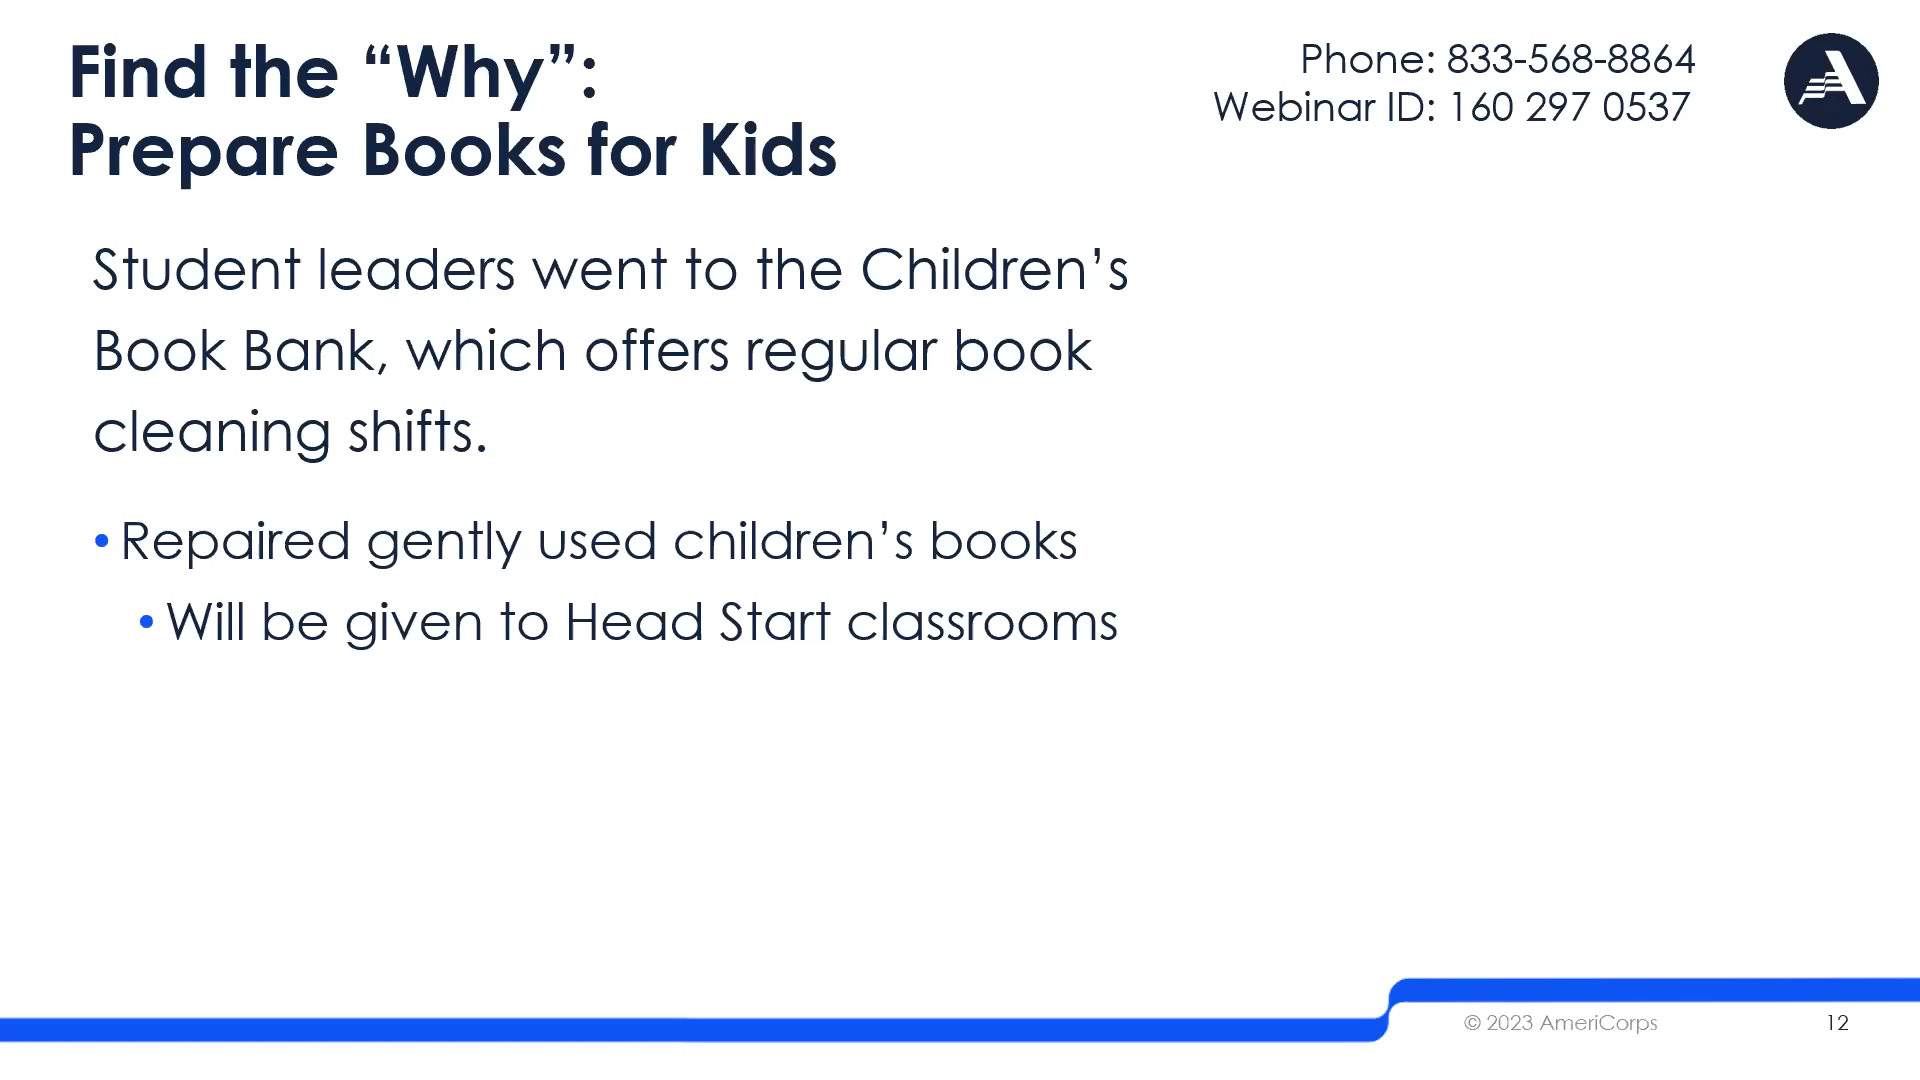 Find the “Why”:
Prepare Books for Kids
Phone: 833-568-8864
Webinar ID: 160 297 0537
Student leaders went to the Children’s
Book Bank, which offers regular book
cleaning shifts.
• Repaired gently used children’s books
• Will be given to Head Start classrooms
© 2023 AmeriCorps
12